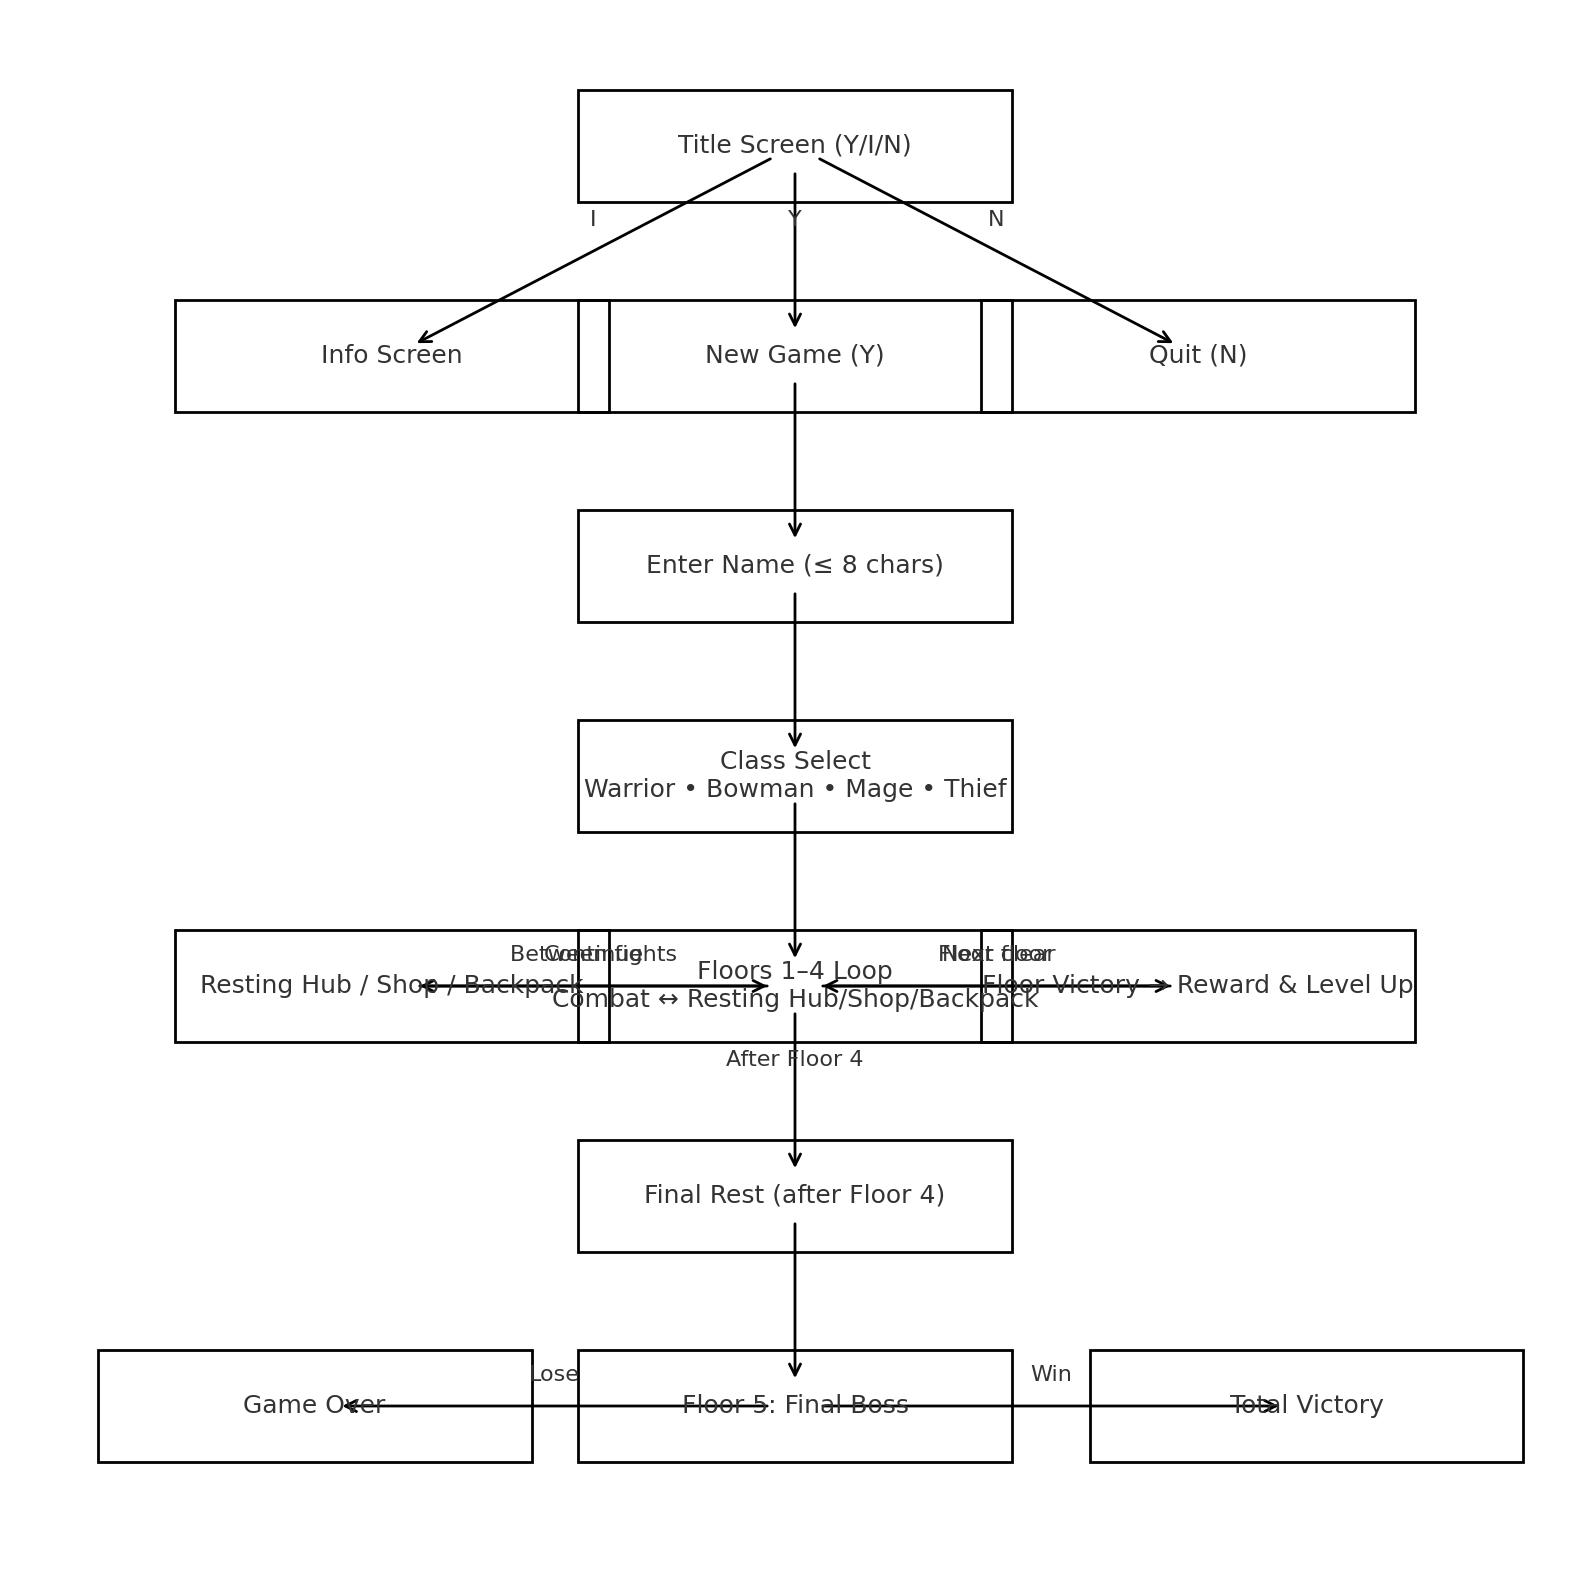 Title Screen (Y/I/N)
I
Y
N
Info Screen
New Game (Y)
Quit (N)
Enter Name (≤ 8 chars)
Class Select
Warrior • Bowman • Mage • Thief
Between fights
Continue
Floor clear
Next floor
Resting Hub / Shop / Backpack
Floors 1–4 Loop
Combat ↔ Resting Hub/Shop/Backpack
Floor Victory → Reward & Level Up
After Floor 4
Final Rest (after Floor 4)
Lose
Win
Game Over
Floor 5: Final Boss
Total Victory